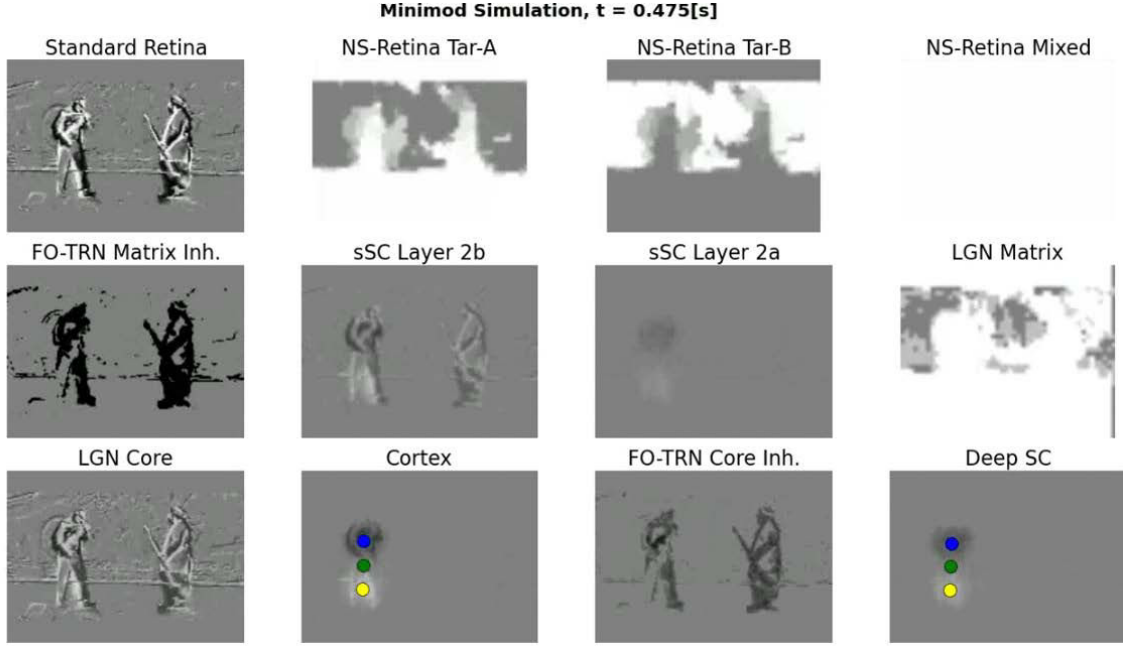 Minimod Simulation, t = 0.475[s]
Standard Retina
NS-Retina Tar-A
NS-Retina Tar-B
NS-Retina Mixed
FO-TRN Matrix Inh.
sSC Layer 2b
sSC Layer 2a
LGN Matrix
LGN Core
Cortex
FO-TRN Core Inh.
Deep SC